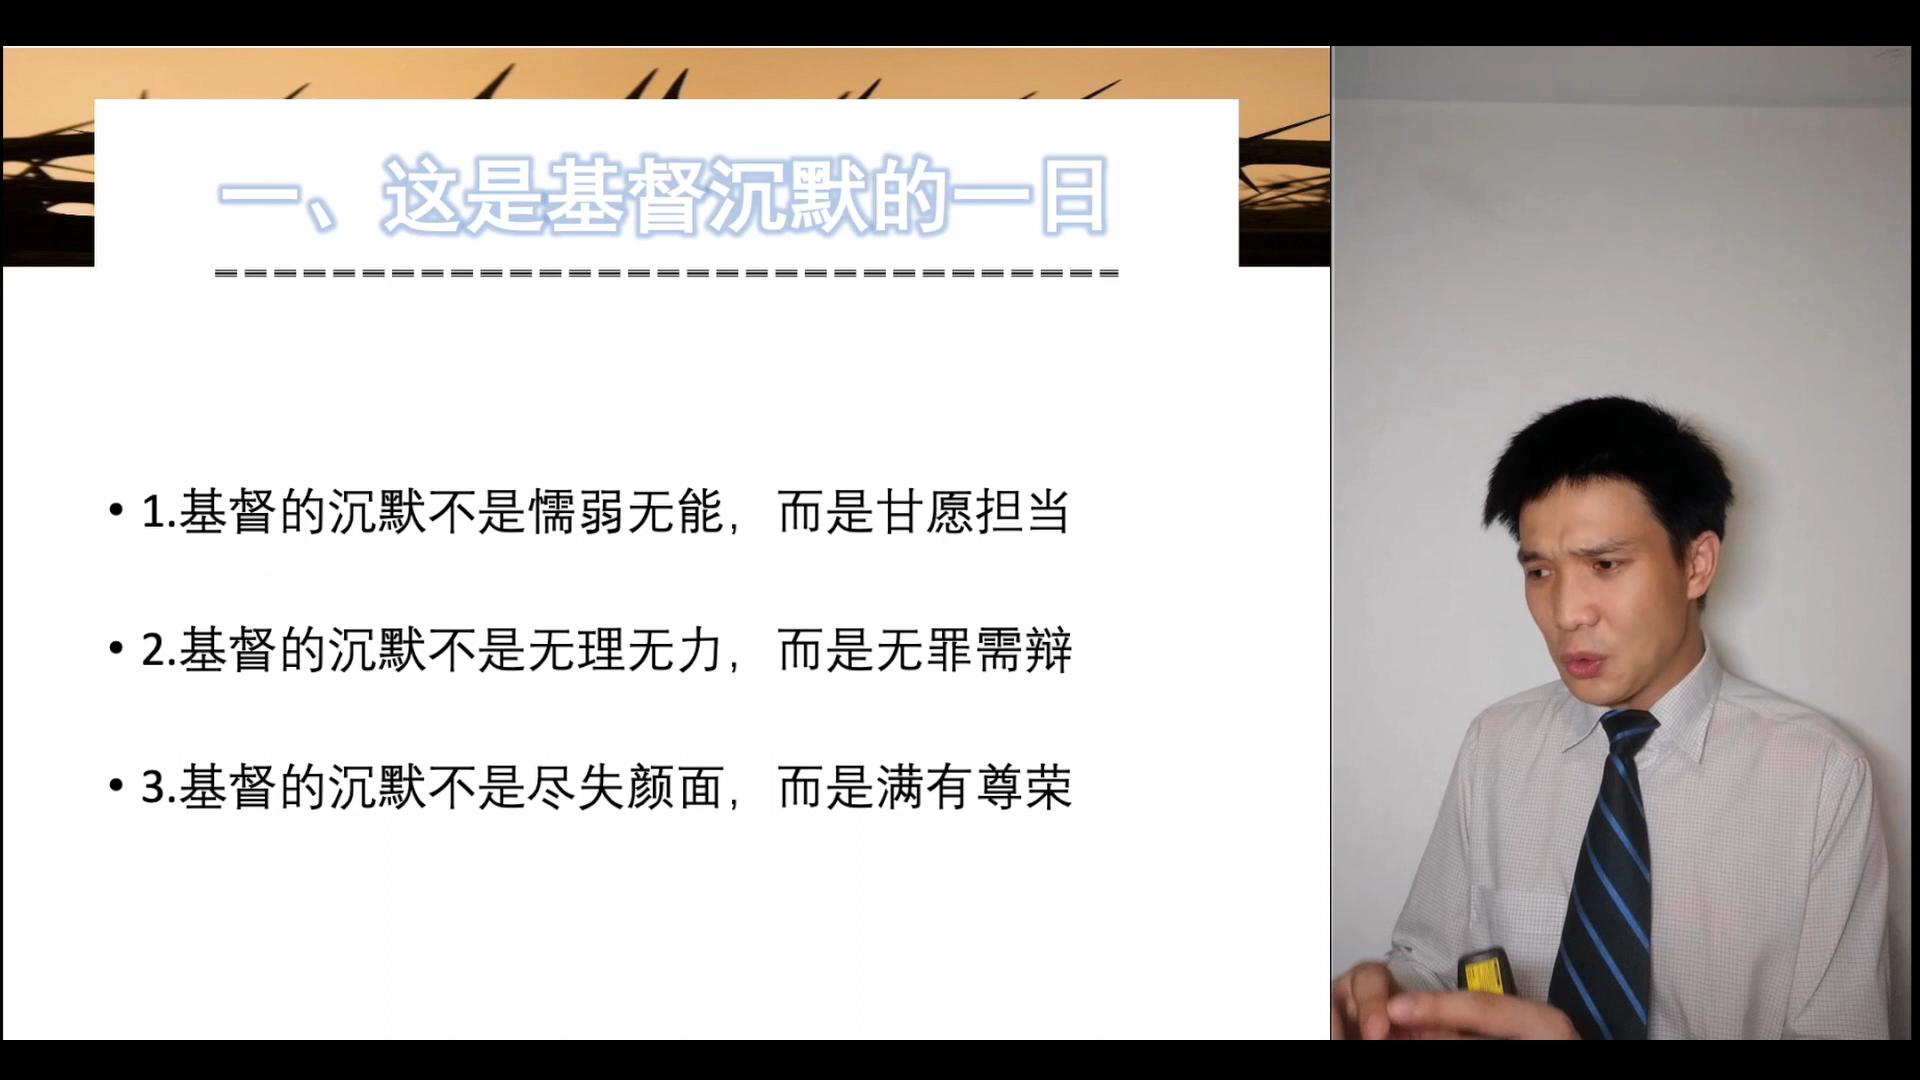 一、这是基督沉默的一日
• 1.基督的沉默不是懦弱无能，而是甘愿担当
• 2.基督的沉默不是无理无力，而是无罪需辩
• 3.基督的沉默不是尽失颜面，而是满有尊荣